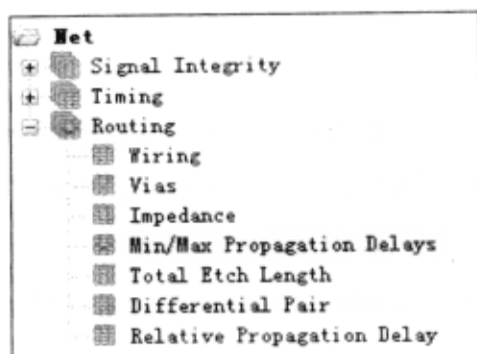 Net
Signal Integrity
Timing
Routing
Wiring
Vias
Impedance
Min/Max Propagation Delays
Total Etch Length
Differential Pair
Relative Propagation Delay